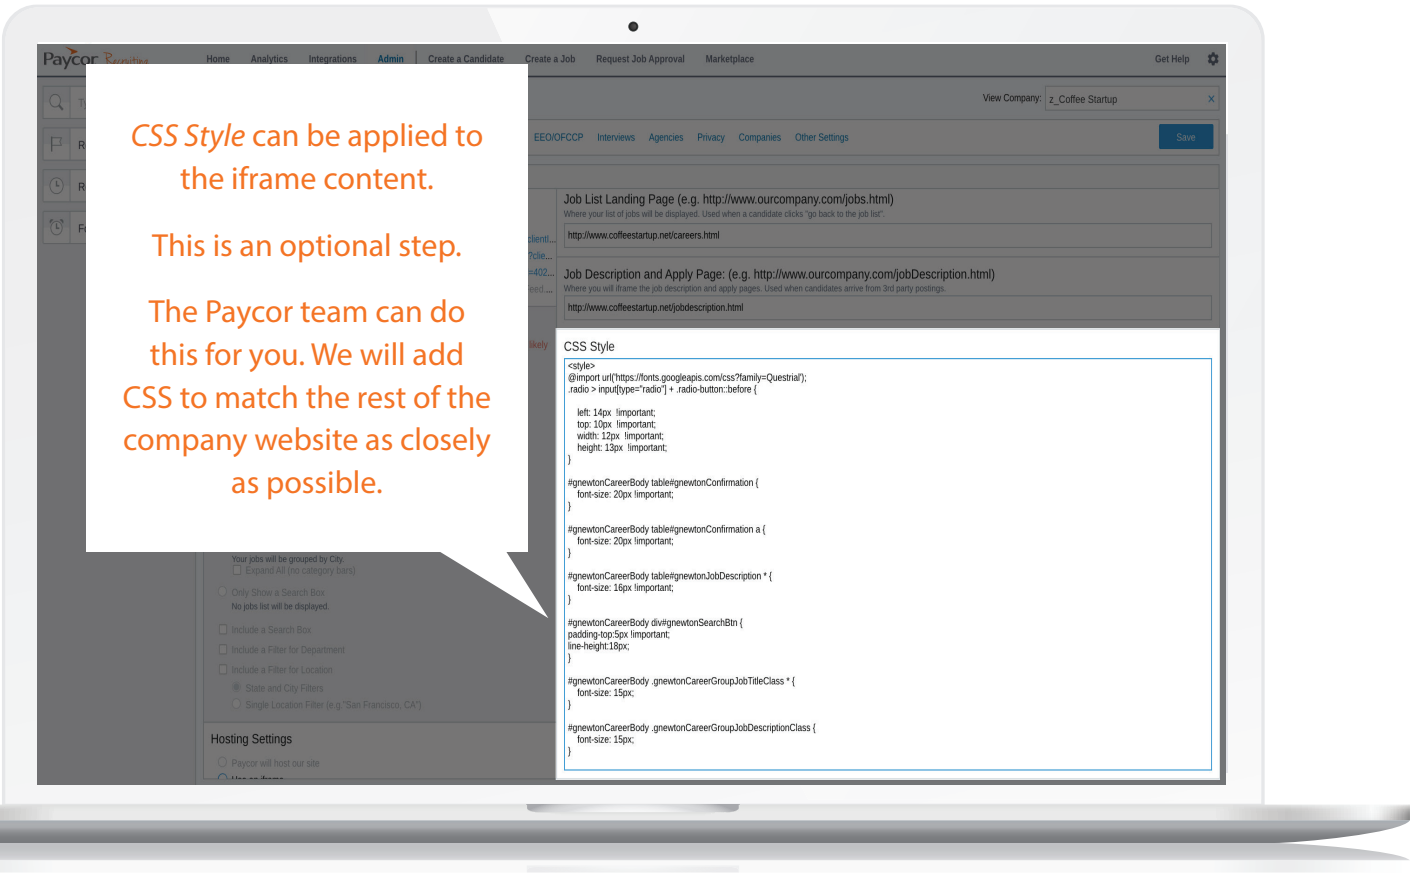 Paycor Recruiting
Home Analytics Integrations Admin Create a Candidate Create a Job Request Job Approval Marketplace Get Help
View Company: z_Coffee Startup
EEO/OFCCP Interviews Agencies Privacy Companies Other Settings Save
CSS Style can be applied to
the iframe content.
This is an optional step.
The Paycor team can do
this for you. We will add
CSS to match the rest of the
company website as closely
as possible.
Job List Landing Page (e.g. http://www.ourcompany.com/jobs.html)
Where your list of jobs will be displayed. Used when a candidate clicks "go back to the job list".
http://www.coffeestartup.net/careers.html
Job Description and Apply Page: (e.g. http://www.ourcompany.com/jobDescription.html)
Where you will iframe the job description and apply pages. Used when candidates arrive from 3rd party postings.
http://www.coffeestartup.net/jobdescription.html
likely
CSS Style
<style>
@import url('https://fonts.googleapis.com/css?family=Questrial');
.radio > input[type="radio"] + .radio-button::before {
left: 14px !important;
top: 10px !important;
width: 12px !important;
height: 13px !important;
}
#gnewtonCareerBody table#gnewtonConfirmation {
font-size: 20px !important;
}
#gnewtonCareerBody table#gnewtonConfirmation a {
font-size: 20px !important;
}
#gnewtonCareerBody table#gnewtonJobDescription * {
font-size: 16px !important;
}
#gnewtonCareerBody div#gnewtonSearchBtn {
padding-top:5px !important;
line-height:18px;
}
#gnewtonCareerBody .gnewtonCareerGroupJobTitleClass * {
font-size: 15px;
}
#gnewtonCareerBody .gnewtonCareerGroupJobDescriptionClass {
font-size: 15px;
}
Your jobs will be grouped by City.
Expand All (no category bars)
Only Show a Search Box
No jobs list will be displayed.
Include a Search Box
Include a Filter for Department
Include a Filter for Location
State and City Filters
Single Location Filter (e.g."San Francisco, CA")
Hosting Settings
Paycor will host our site
Use an iframe